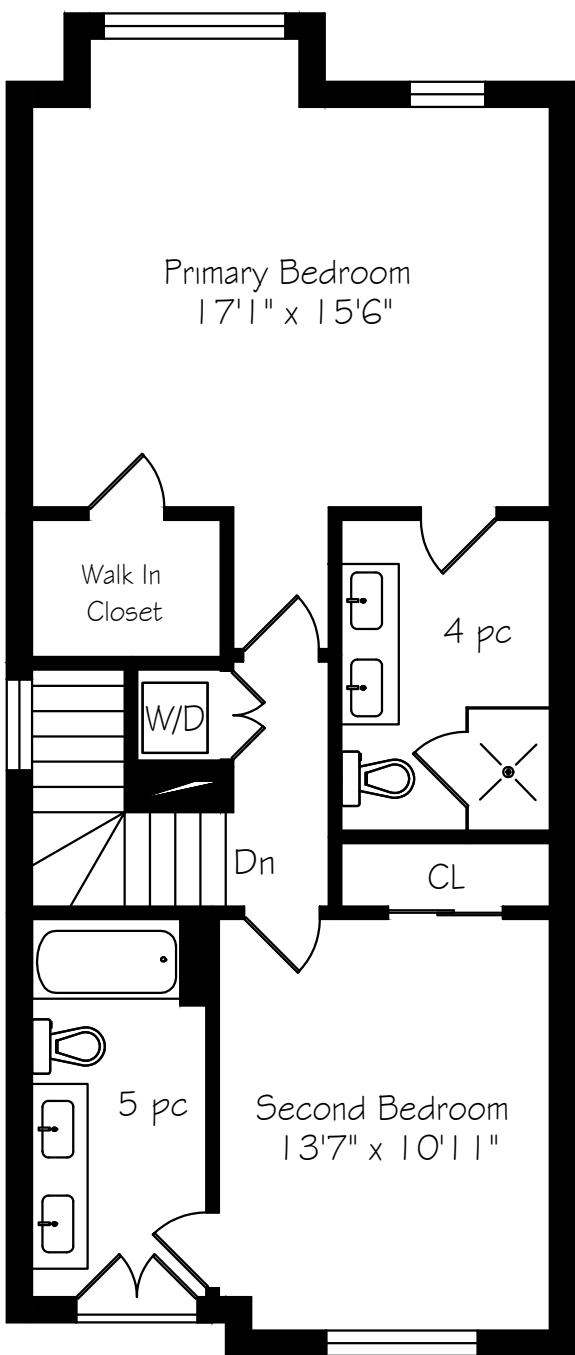 Primary Bedroom
17'1" x 15'6"
Walk In
Closet
4 pc
W/D
Dn
CL
5 pc
Second Bedroom
13'7" x 10'11"